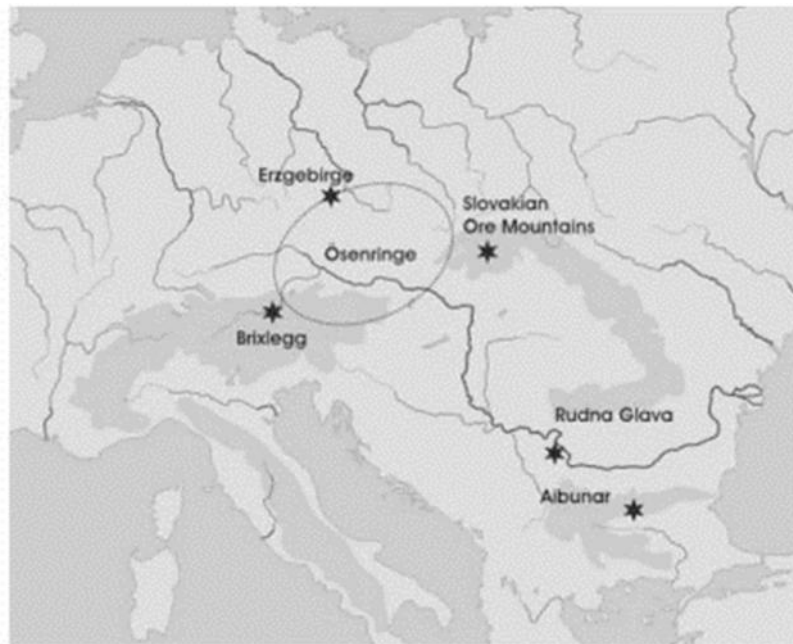 Erzgebirge
Slovakian
Ore Mountains
Ösenringe
Brixlegg
Rudna Glava
Aibunar